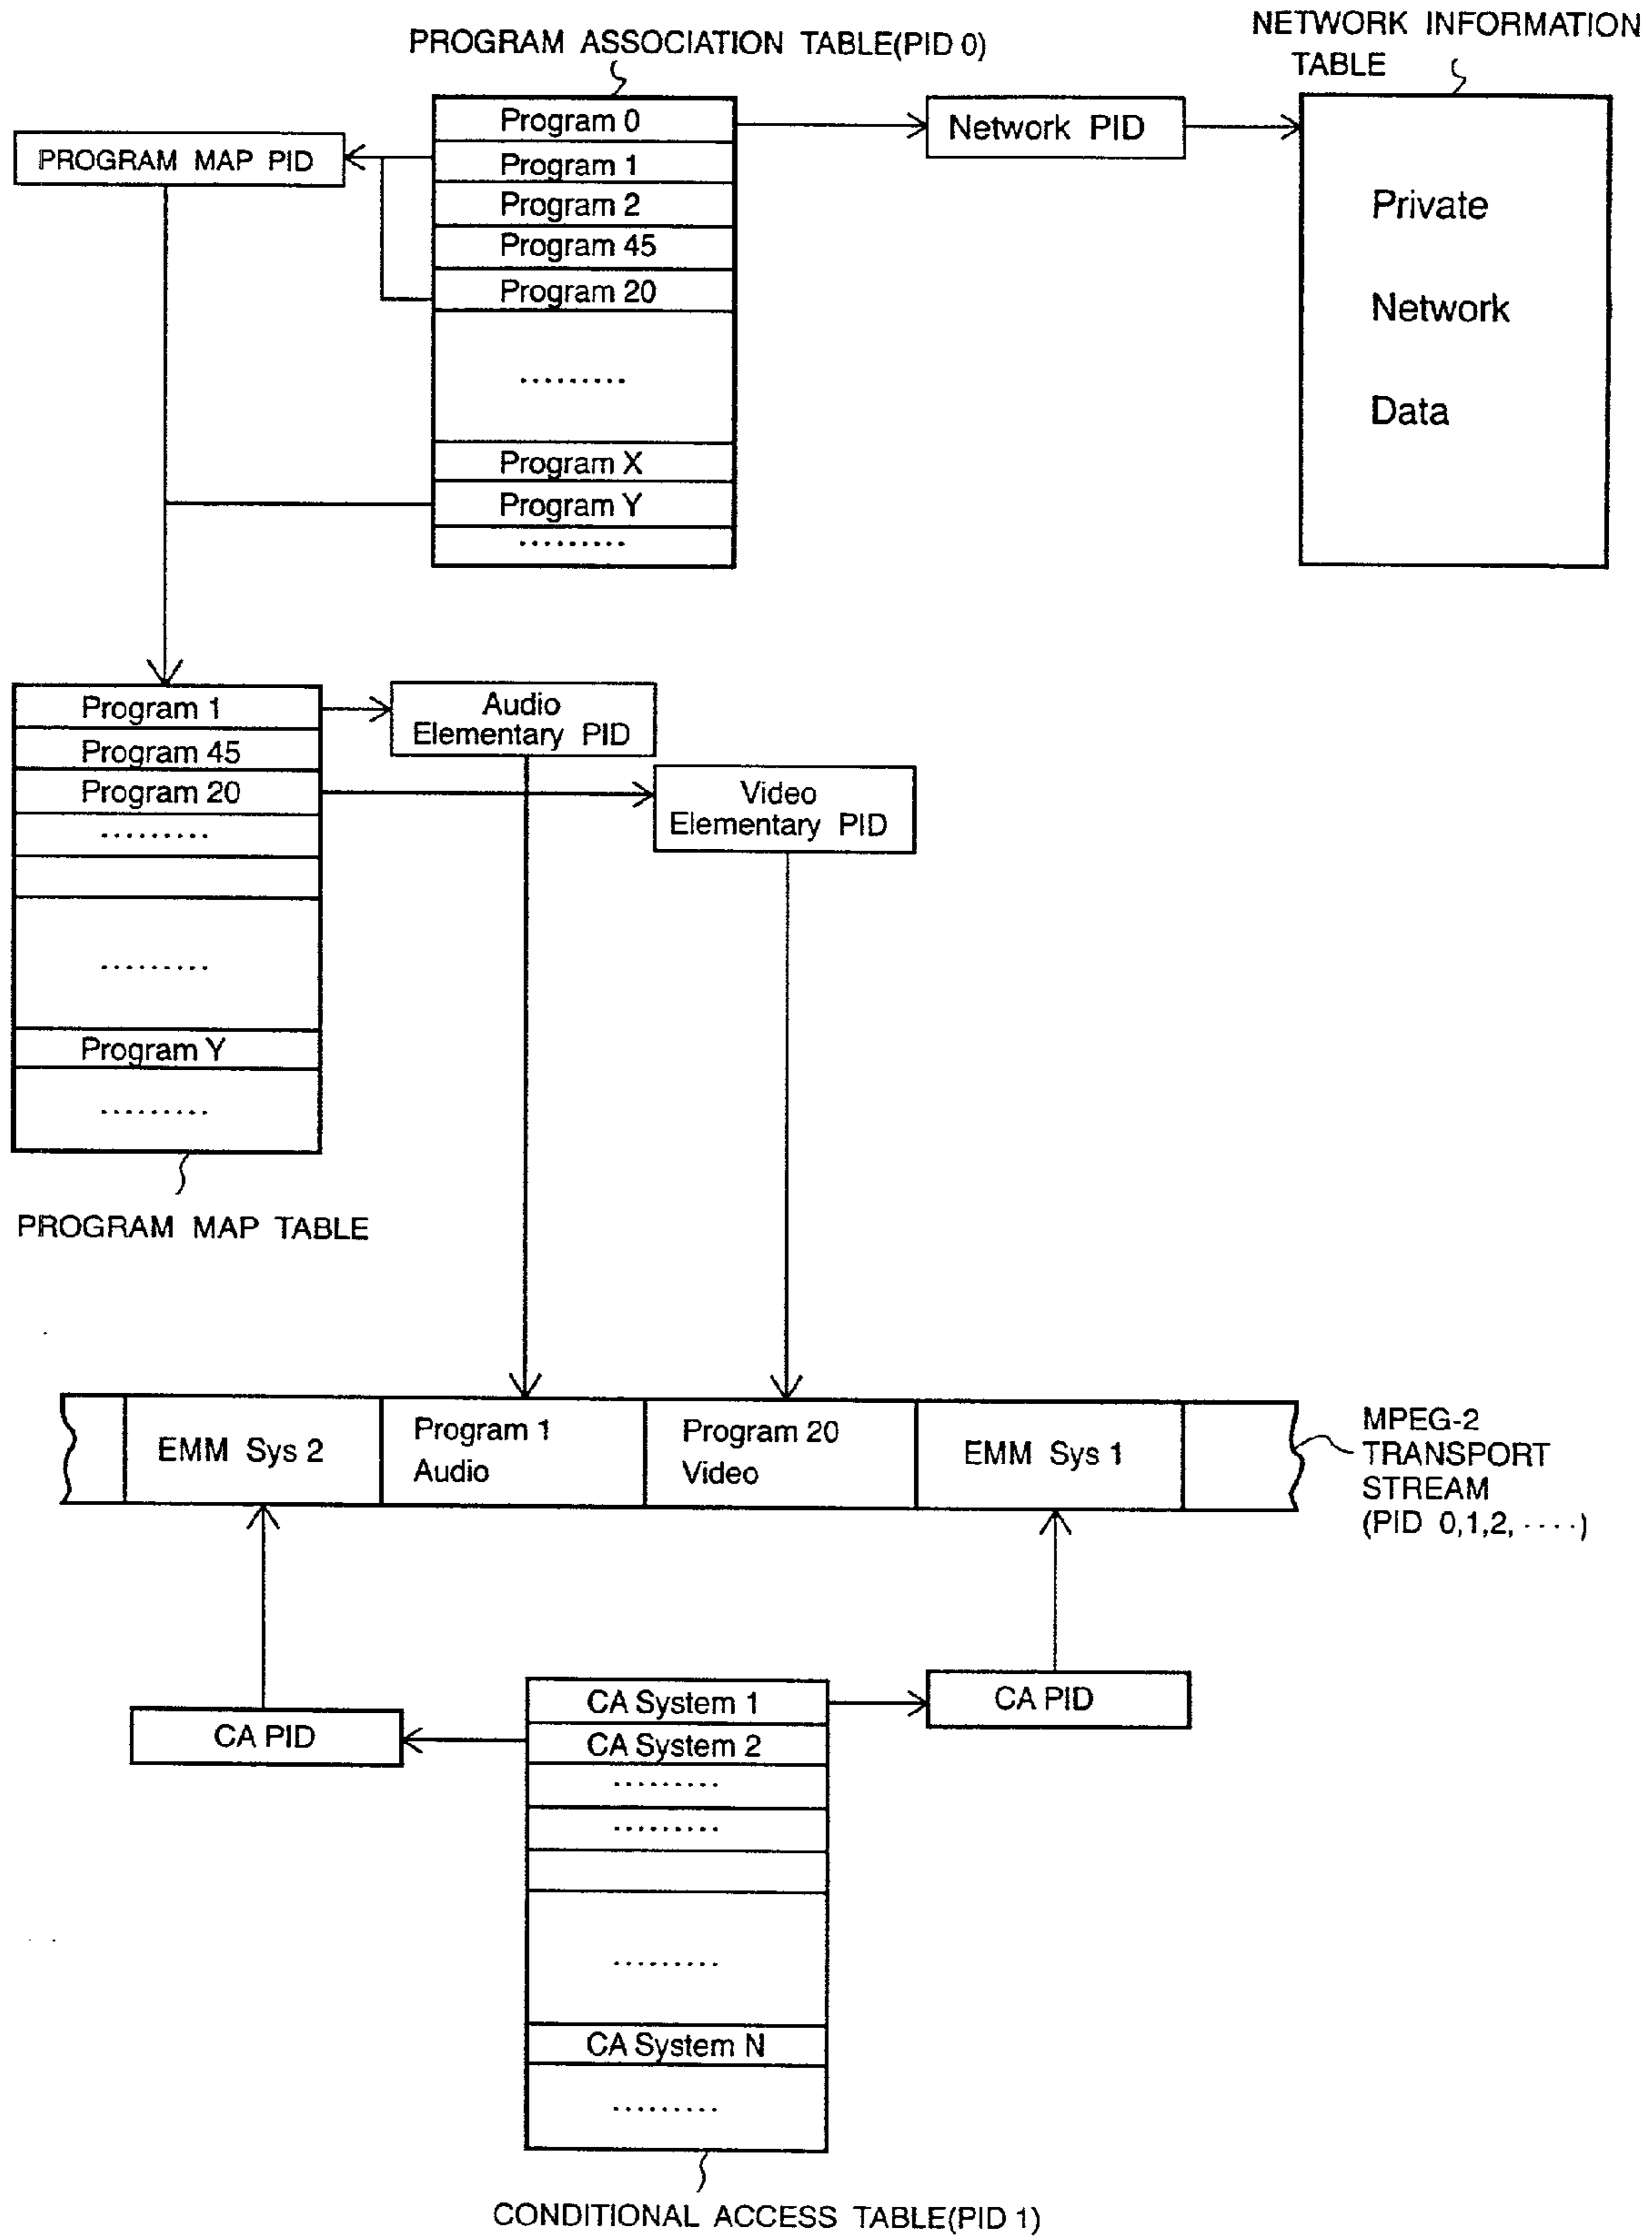 PROGRAM ASSOCIATION TABLE(PID 0)
NETWORK INFORMATION
TABLE
PROGRAM MAP PID
Program 0
Program 1
Program 2
Program 45
Program 20
.........
Program X
Program Y
.........
Network PID
Private
Network
Data
Program 1
Program 45
Program 20
.........
.........
Program Y
.........
PROGRAM MAP TABLE
Audio
Elementary PID
Video
Elementary PID
EMM Sys 2
Program 1
Audio
Program 20
Video
EMM Sys 1
MPEG-2
TRANSPORT
STREAM
(PID 0,1,2, ····)
CA PID
CA System 1
CA System 2
.........
.........
.........
CA System N
.........
CA PID
CONDITIONAL ACCESS TABLE(PID 1)